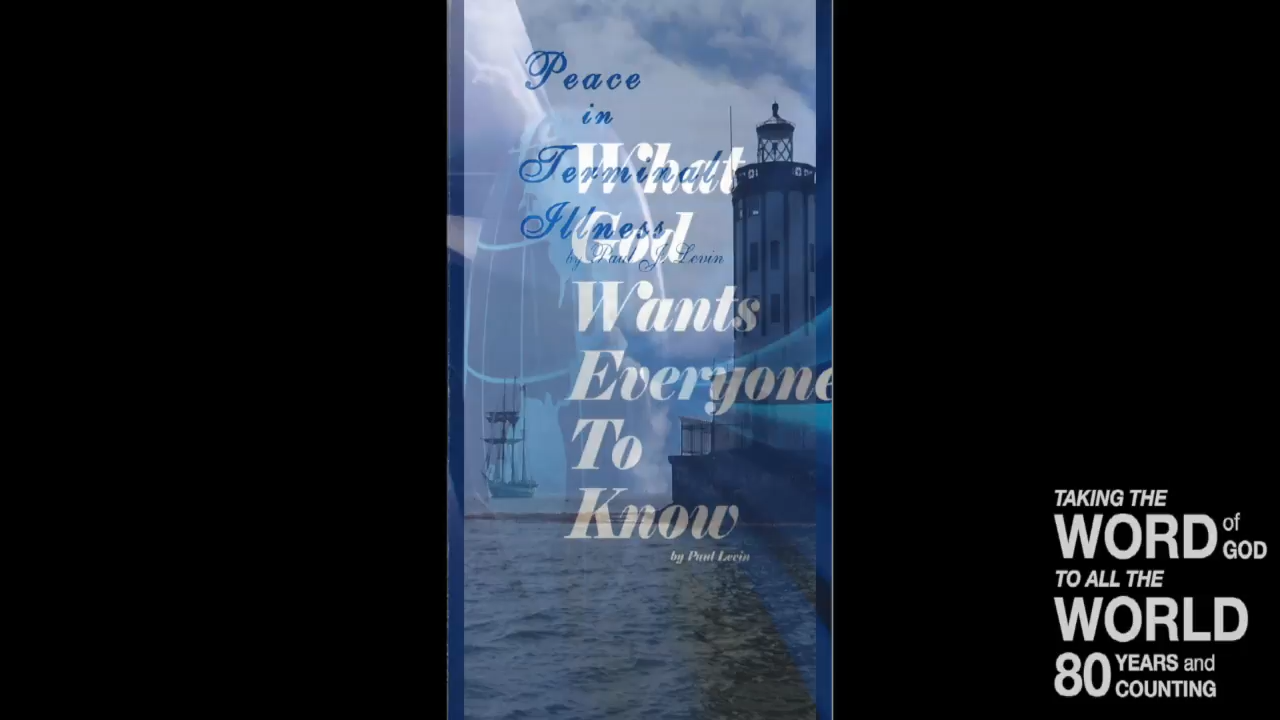 Peace
in
Terminal
Illness
by Paul J. Levin
What
God
Wants
Everyone
To
Know
by Paul Levin
TAKING THE
WORD of GOD
TO ALL THE
WORLD
80 YEARS and
COUNTING